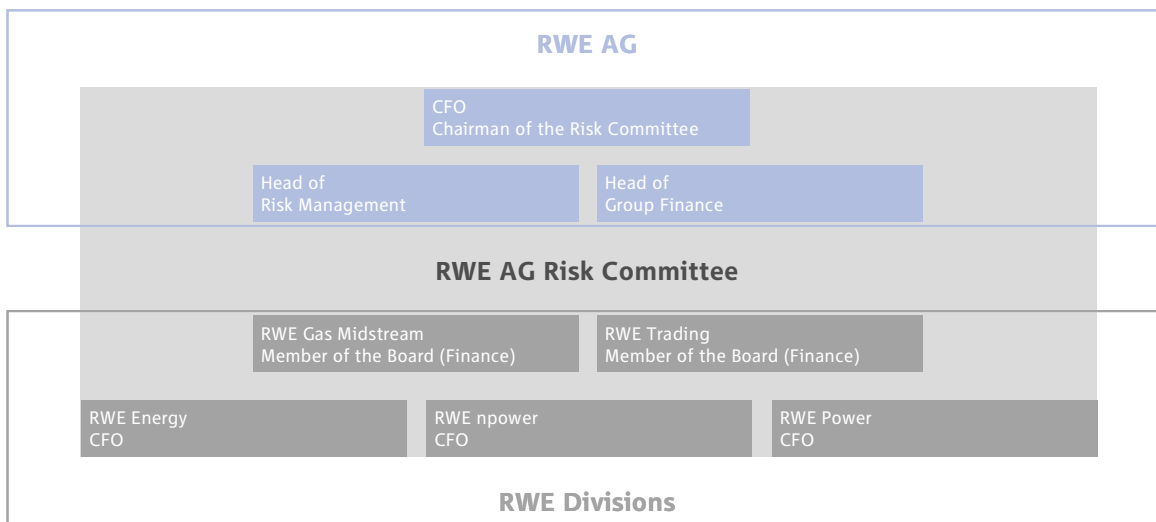 RWE AG
CFO
Chairman of the Risk Committee
Head of
Risk Management
Head of
Group Finance
RWE AG Risk Committee
RWE Gas Midstream
Member of the Board (Finance)
RWE Trading
Member of the Board (Finance)
RWE Energy
CFO
RWE npower
CFO
RWE Power
CFO
RWE Divisions